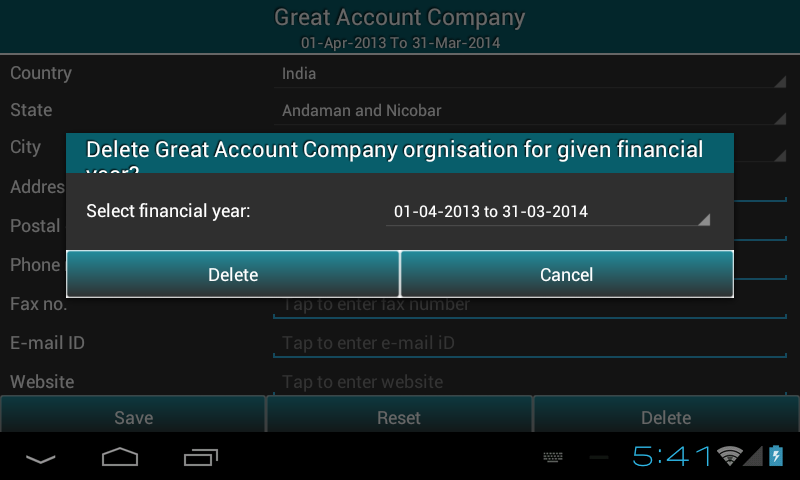 Great Account Company
01-Apr-2013 To 31-Mar-2014
Country
India
State
Andaman and Nicobar
City
Delete Great Account Company orgnisation for given financial
year?
Addres
Select financial year:
01-04-2013 to 31-03-2014
Postal
Phone
Delete
Cancel
Fax no.
Tap to enter fax number
E-mail ID
Tap to enter e-mail iD
Website
Tap to enter website
Save
Reset
Delete
5:41